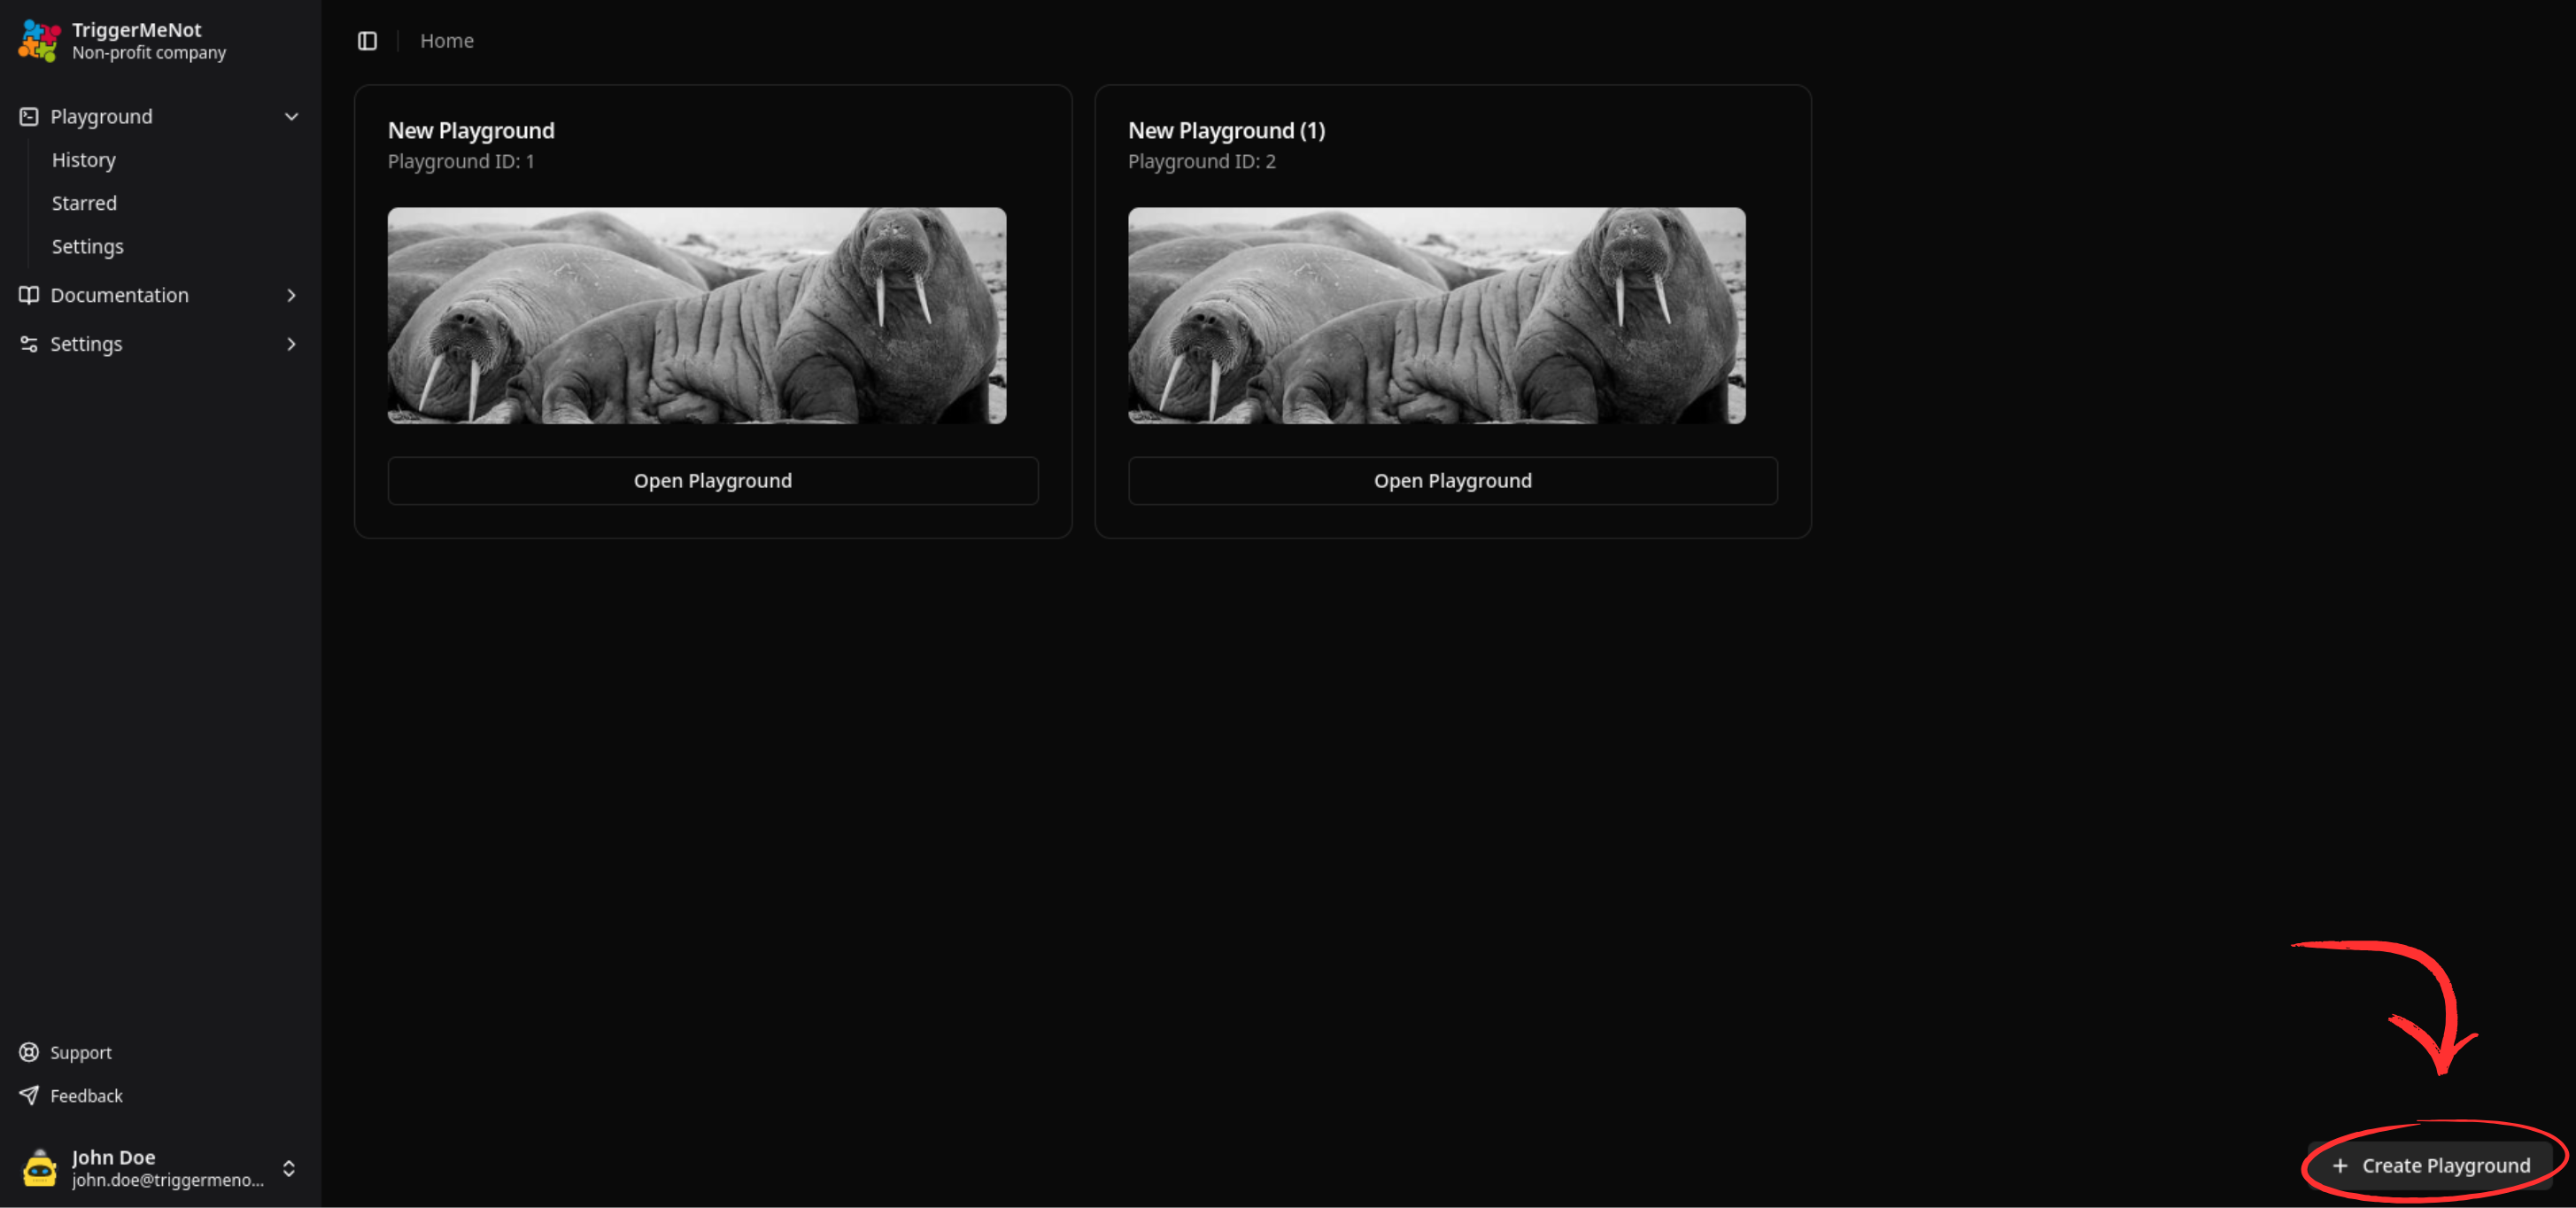 TriggerMeNot
Non-profit company
Playground
History
Starred
Settings
Documentation
Settings
Support
Feedback
John Doe
john.doe@triggermeno...
Home
New Playground
Playground ID: 1
Open Playground
New Playground (1)
Playground ID: 2
Open Playground
Create Playground